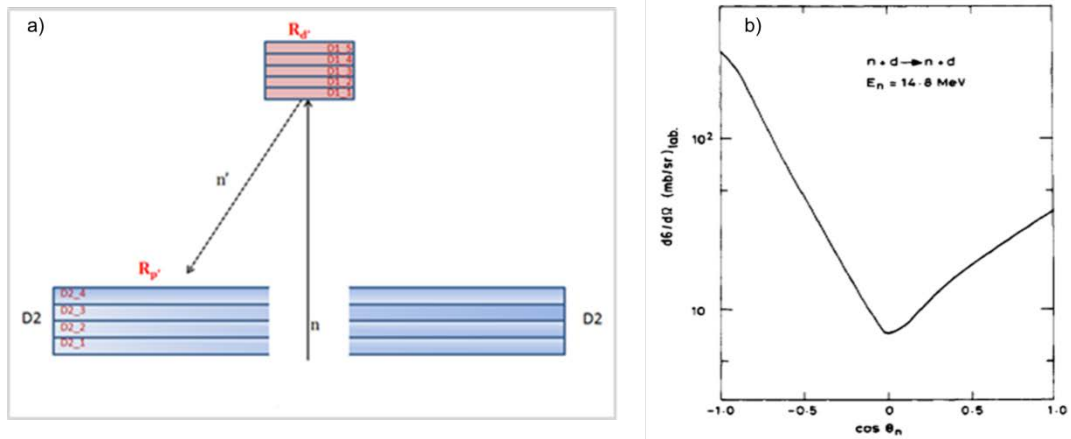 a)
R_d'
D1_5
D1_4
D1_3
D1_2
D1_1
n'
R_p'
D2_4
D2_3
D2_2
D2_1
D2
n
D2
b)
n + d → n + d
E_n = 14.8 MeV
dσ/dΩ (mb/sr)_lab.
10²
10
-1.0
-0.5
0
0.5
1.0
cos θ_n